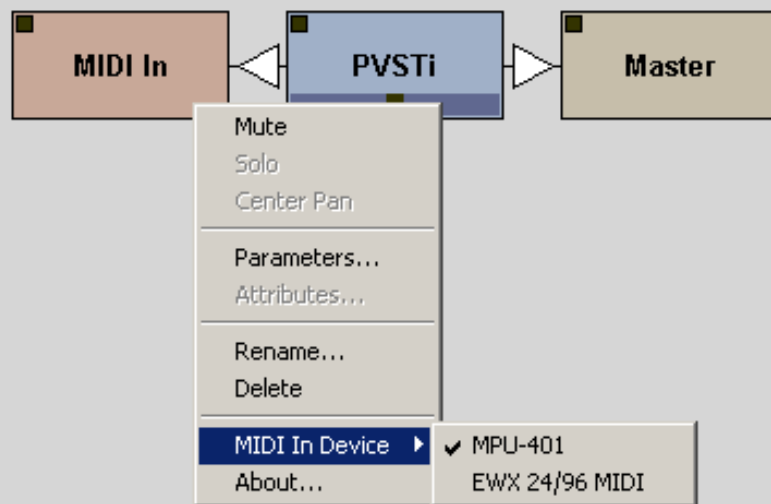 MIDI In PVSTi Master
Mute
Solo
Center Pan
Parameters...
Attributes...
Rename...
Delete
MIDI In Device MPU-401
About... EWX 24/96 MIDI